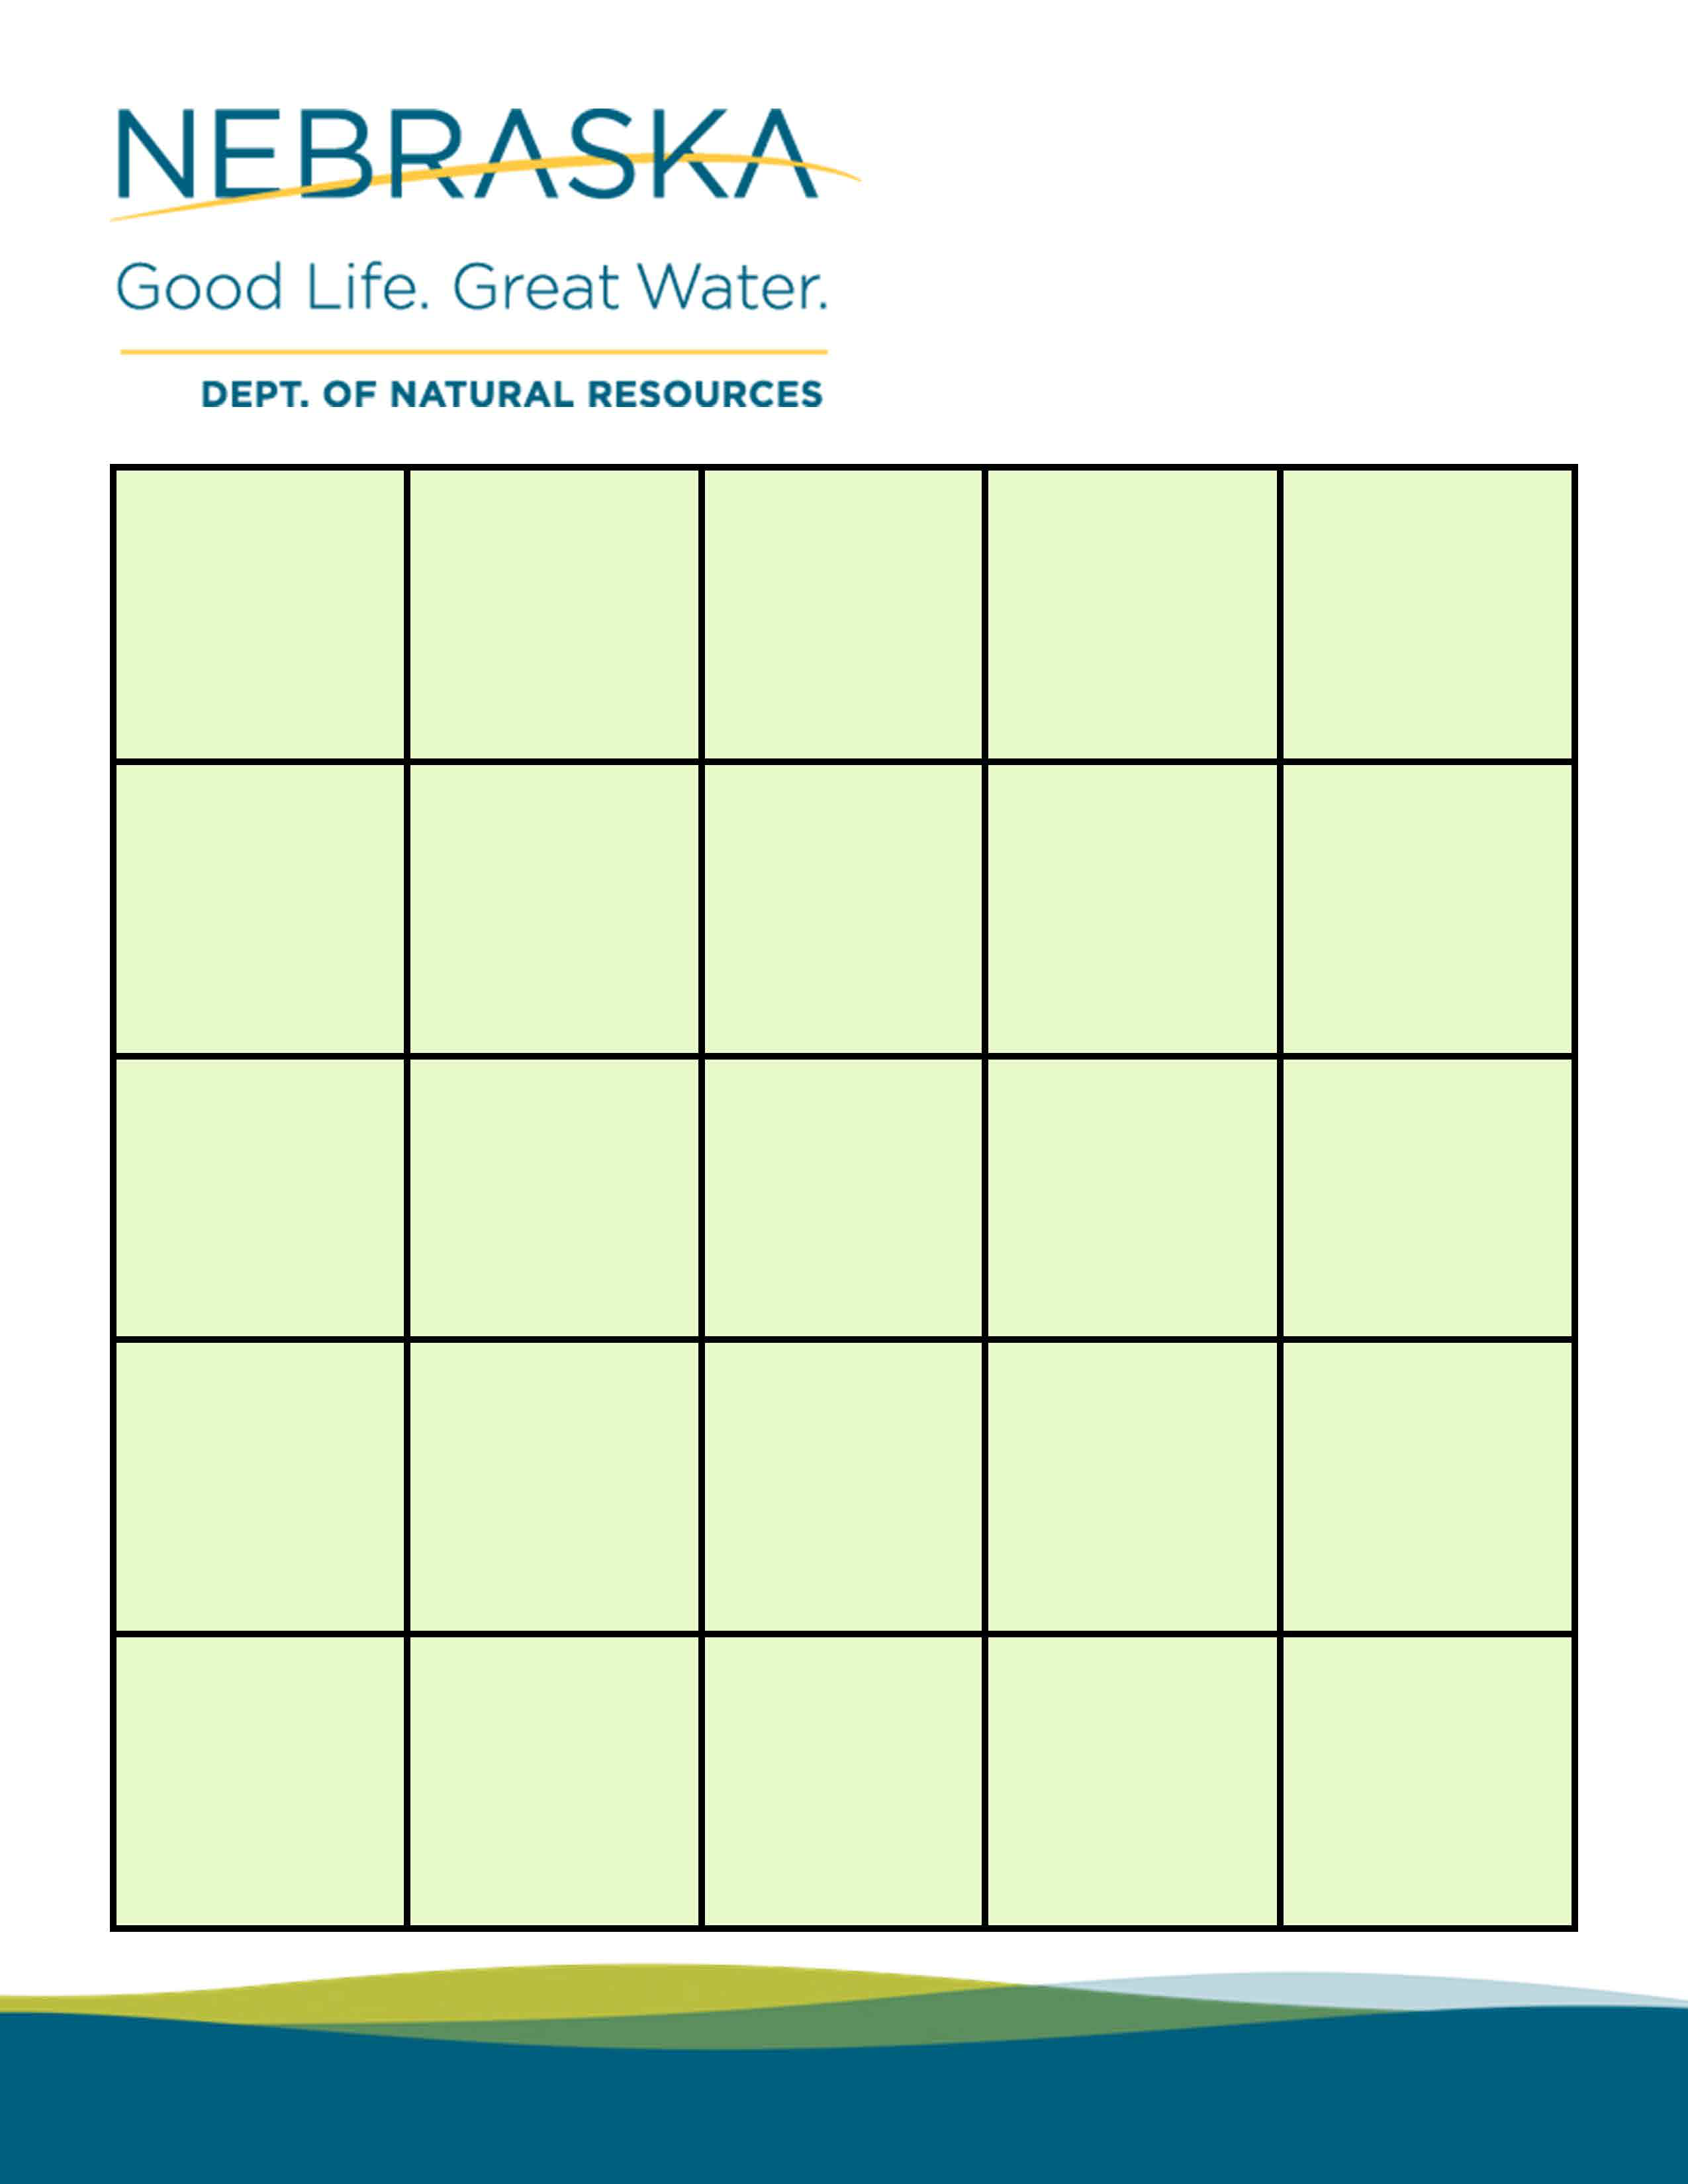 NEBRASKA
Good Life. Great Water.
DEPT. OF NATURAL RESOURCES